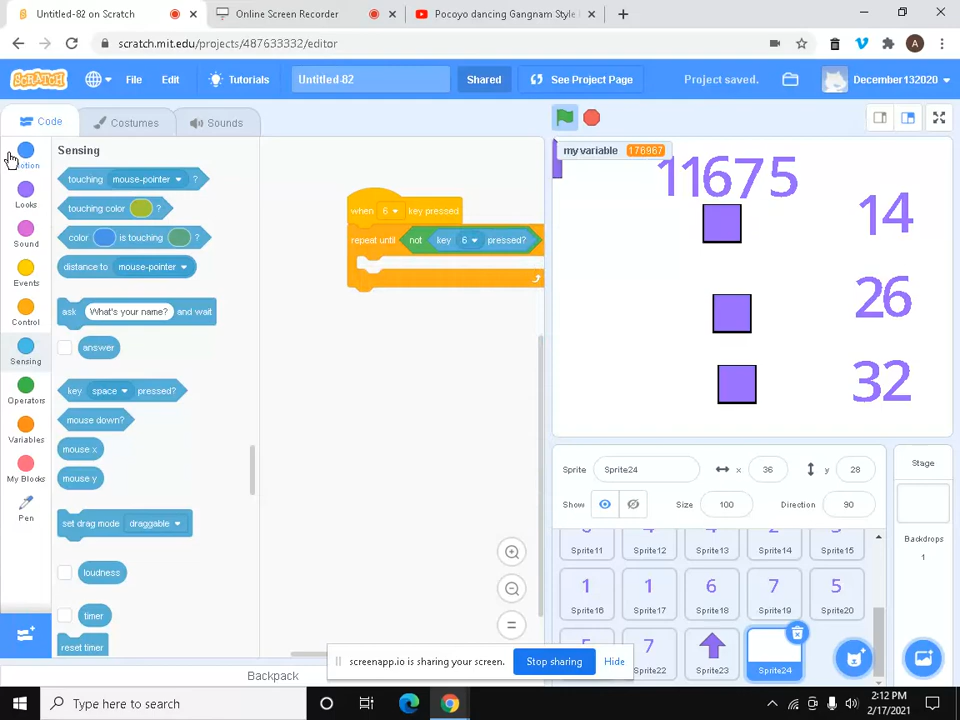 Untitled-82 on Scratch
Online Screen Recorder
Pocoyo dancing Gangnam Style
scratch.mit.edu/projects/487633332/editor
A
SCRATCH
File
Edit
Tutorials
Untitled-82
Shared
See Project Page
Project saved.
December132020
Code
Costumes
Sounds
Looks
Sound
Events
Control
Sensing
Operators
Variables
My Blocks
Pen
Sensing
touching mouse-pointer ?
touching color ?
color is touching ?
distance to mouse-pointer
ask What's your name? and wait
answer
key space pressed?
mouse down?
mouse x
mouse y
set drag mode draggable
loudness
timer
reset timer
when 6 key pressed
repeat until not key 6 pressed?
my variable 176967
11675
14
26
32
Sprite Sprite24 x 36 y 28
Show Size 100 Direction 90
Stage
Backdrops
1
Sprite11 Sprite12 Sprite13 Sprite14 Sprite15
1 1 6 7 5
Sprite16 Sprite17 Sprite18 Sprite19 Sprite20
7
Sprite22 Sprite23 Sprite24
Backpack
screenapp.io is sharing your screen.
Stop sharing
Hide
Type here to search
2:12 PM
2/17/2021